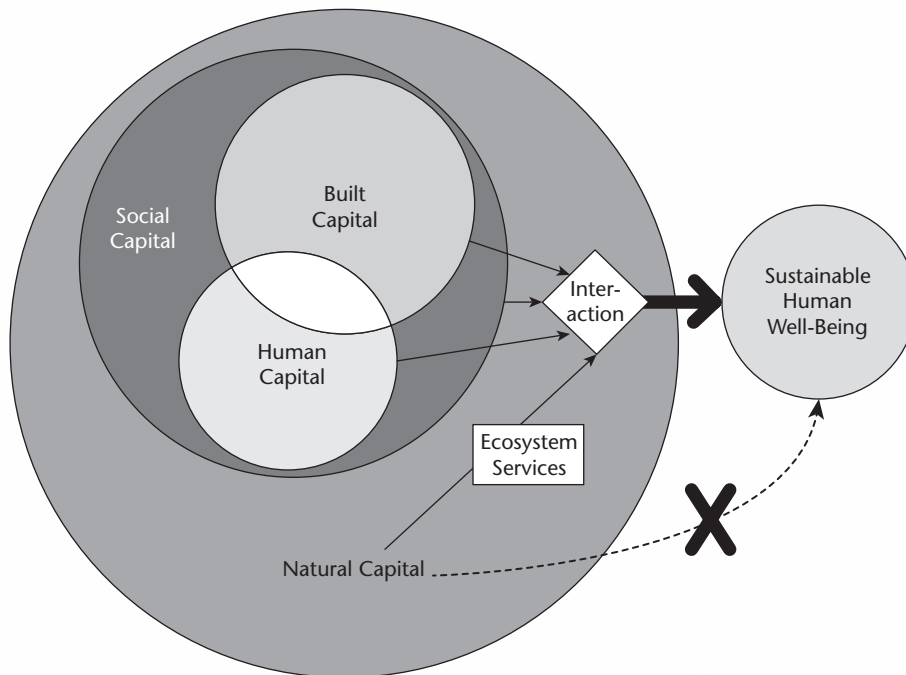 Built
Capital
Social
Capital
Inter-
action
Sustainable
Human
Well-Being
Human
Capital
Ecosystem
Services
Natural Capital